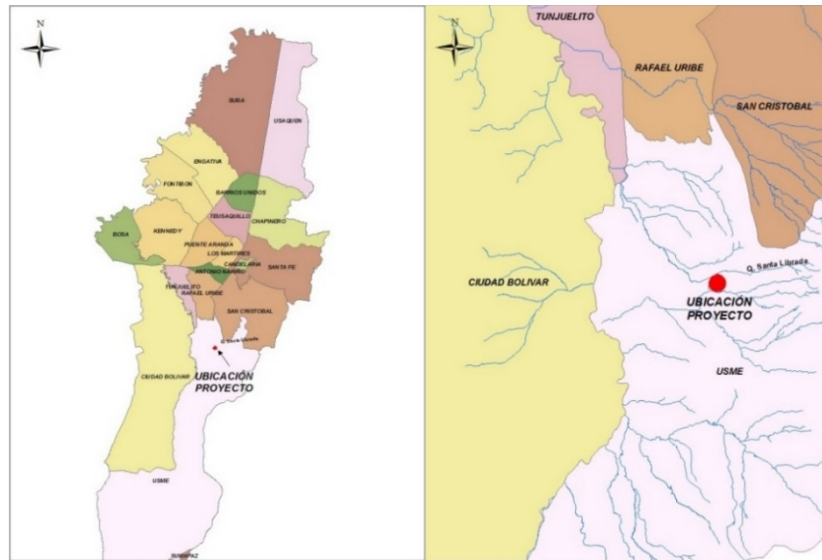 N
SUBA
USAQUEN
ENGATIVA
FONTIBON
BARRIOS UNIDOS
TEUSAQUILLO
CHAPINERO
BOSA
KENNEDY
PUENTE ARANDA
LOS MARTIRES
CANDELARIA
SANTA FE
ANTONIO NARIÑO
TUNJUELITO
RAFAEL URIBE
SAN CRISTOBAL
Q. Santa Librada
CIUDAD BOLIVAR
UBICACIÓN
PROYECTO
USME
SUMAPAZ
N
TUNJUELITO
RAFAEL URIBE
SAN CRISTOBAL
Q. Santa Librada
CIUDAD BOLIVAR
UBICACIÓN
PROYECTO
USME